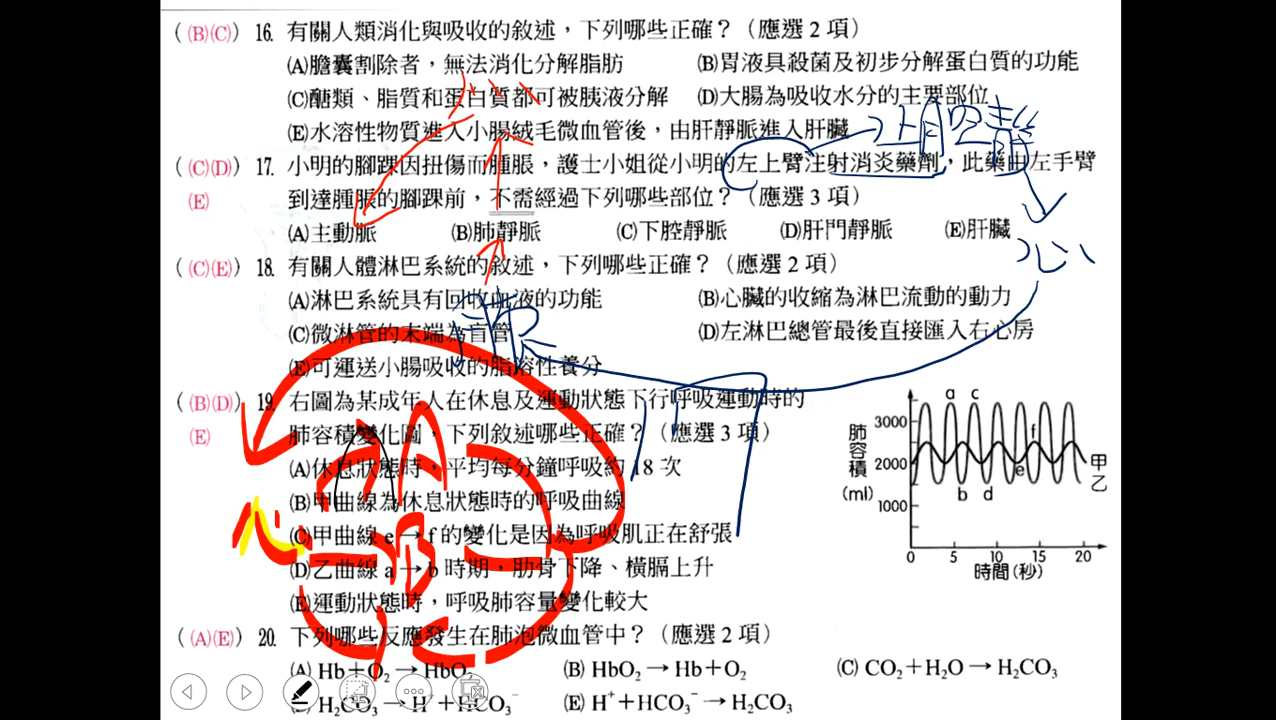 (B)(C) 16. 有關人類消化與吸收的敘述，下列哪些正確？（應選2項）
(A)膽囊割除者，無法消化分解脂肪 (B)胃液具殺菌及初步分解蛋白質的功能
(C)醣類、脂質和蛋白質都可被胰液分解 (D)大腸為吸收水分的主要部位
(E)水溶性物質進入小腸絨毛微血管後，由肝靜脈進入肝臟
上腔靜
(C)(D) 17. 小明的腳踝因扭傷而腫脹，護士小姐從小明的左上臂注射消炎藥劑，此藥由左手臂
(E) 到達腫脹的腳踝前，不需經過下列哪些部位？（應選3項）
(A)主動脈 (B)肺靜脈 (C)下腔靜脈 (D)肝門靜脈 (E)肝臟
心
(C)(E) 18. 有關人體淋巴系統的敘述，下列哪些正確？（應選2項）
(A)淋巴系統具有回收血液的功能 (B)心臟的收縮為淋巴流動的動力
(C)微淋管的末端為盲管 (D)左淋巴總管最後直接匯入右心房
(E)可運送小腸吸收的脂溶性養分
(B)(D) 19. 右圖為某成年人在休息及運動狀態下行呼吸運動時的
(E) 肺容積變化圖，下列敘述哪些正確？（應選3項）
(A)休息狀態時，平均每分鐘呼吸約18次
(B)甲曲線為休息狀態時的呼吸曲線
(C)甲曲線e→f的變化是因為呼吸肌正在舒張
(D)乙曲線a→b時期，肋骨下降、橫膈上升
(E)運動狀態時，呼吸肺容量變化較大
A
心
B
肺容積(ml)
3000
2000
1000
a c
f
e
b d
甲
乙
0 5 10 15 20
時間(秒)
(A)(E) 20. 下列哪些反應發生在肺泡微血管中？（應選2項）
(A) Hb＋O₂→HbO₂ (B) HbO₂→Hb＋O₂ (C) CO₂＋H₂O→H₂CO₃
H₂CO₃→H⁺＋HCO₃⁻ (E) H⁺＋HCO₃⁻→H₂CO₃